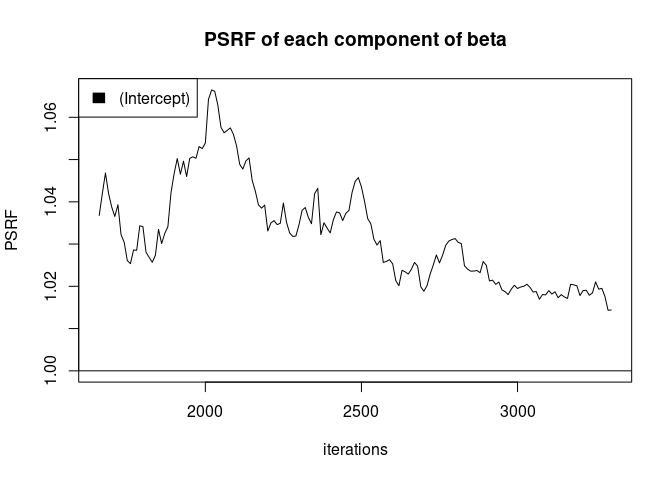 PSRF of each component of beta
(Intercept)
PSRF
1.06
1.04
1.02
1.00
2000 2500 3000
iterations